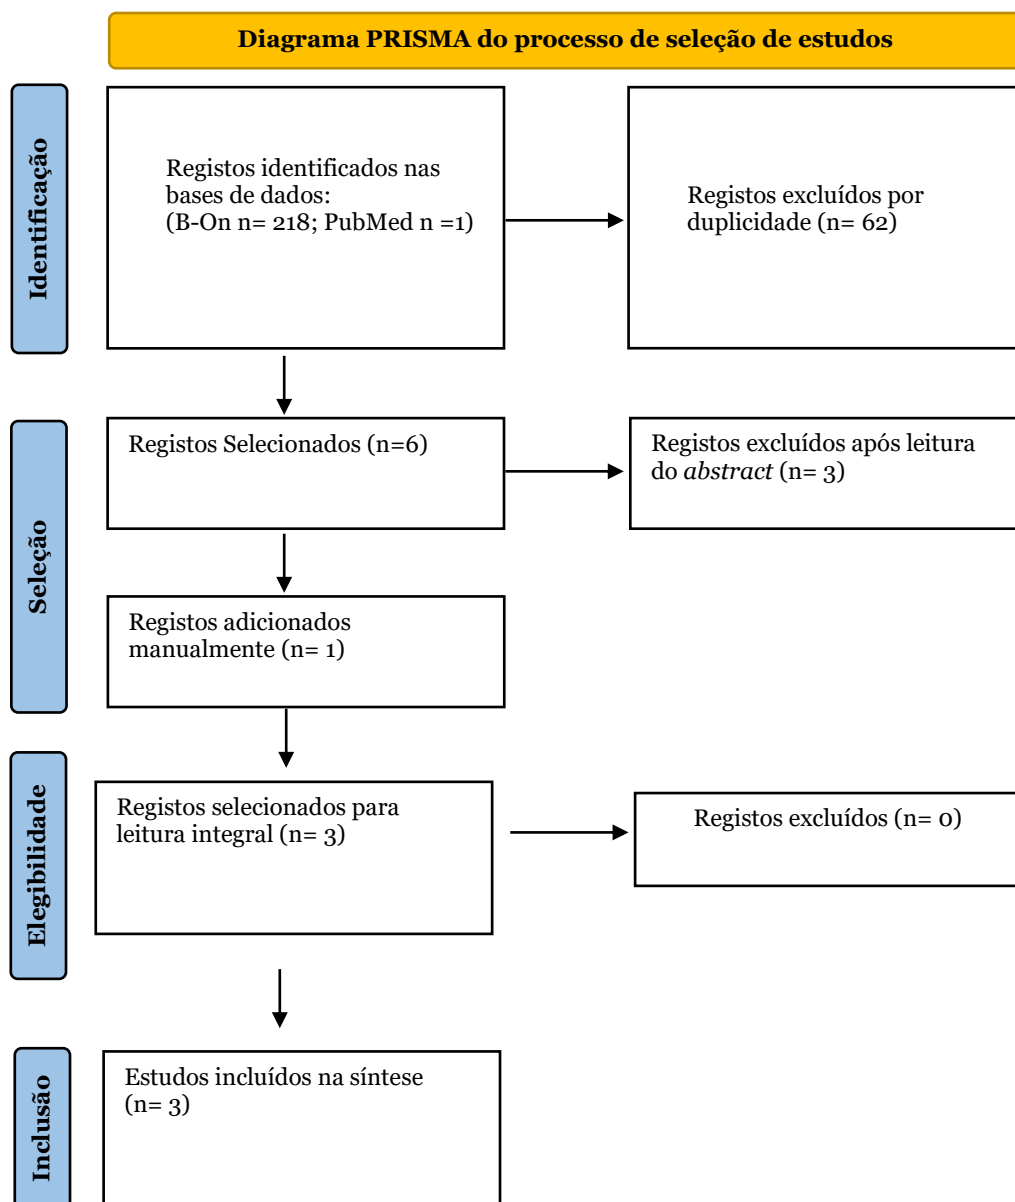 Diagrama PRISMA do processo de seleção de estudos
Identificação
Registos identificados nas
bases de dados:
(B-On n= 218; PubMed n =1)
Registos excluídos por
duplicidade (n= 62)
Seleção
Registos Selecionados (n=6)
Registos excluídos após leitura
do abstract (n= 3)
Registos adicionados
manualmente (n= 1)
Elegibilidade
Registos selecionados para
leitura integral (n= 3)
Registos excluídos (n= 0)
Inclusão
Estudos incluídos na síntese
(n= 3)